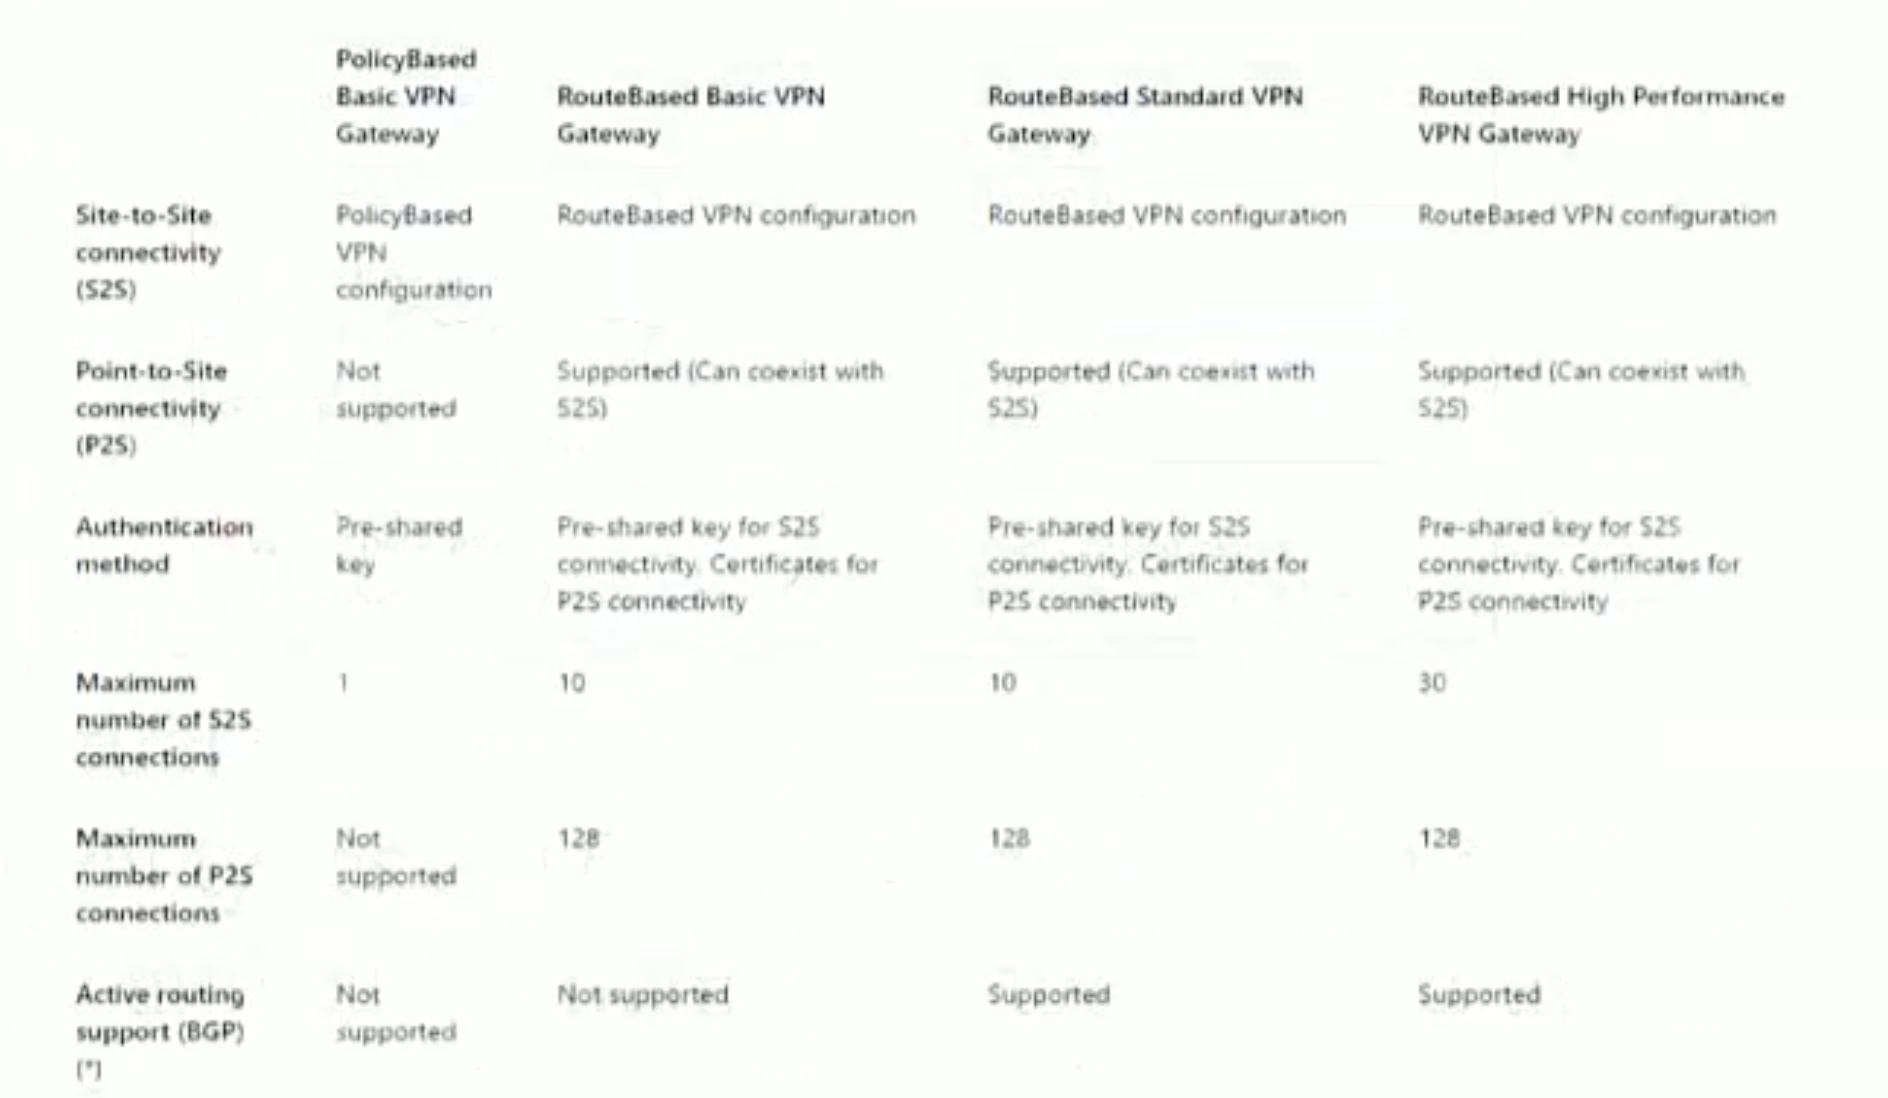 PolicyBased
Basic VPN
Gateway
RouteBased Basic VPN
Gateway
RouteBased Standard VPN
Gateway
RouteBased High Performance
VPN Gateway
Site-to-Site
connectivity
(S2S)
PolicyBased
VPN
configuration
RouteBased VPN configuration
RouteBased VPN configuration
RouteBased VPN configuration
Point-to-Site
connectivity
(P2S)
Not
supported
Supported (Can coexist with
S2S)
Supported (Can coexist with
S2S)
Supported (Can coexist with
S2S)
Authentication
method
Pre-shared
key
Pre-shared key for S2S
connectivity. Certificates for
P2S connectivity
Pre-shared key for S2S
connectivity. Certificates for
P2S connectivity
Pre-shared key for S2S
connectivity. Certificates for
P2S connectivity
Maximum
number of S2S
connections
1
10
10
30
Maximum
number of P2S
connections
Not
supported
128
128
128
Active routing
support (BGP)
(*)
Not
supported
Not supported
Supported
Supported